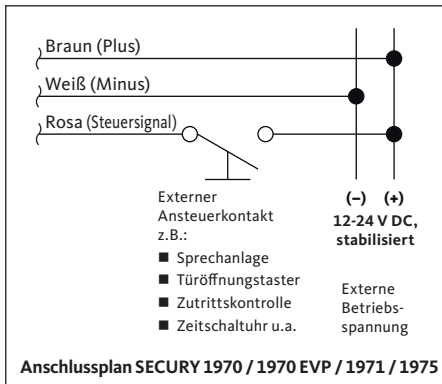 Braun (Plus)
Weiß (Minus)
Rosa (Steuersignal)
Externer
Ansteuerkontakt
z.B.:
■ Sprechanlage
■ Türöffnungstaster
■ Zutrittskontrolle
■ Zeitschaltuhr u.a.
(–) (+)
12-24 V DC,
stabilisiert
Externe
Betriebs-
spannung
Anschlussplan SECURY 1970 / 1970 EVP / 1971 / 1975